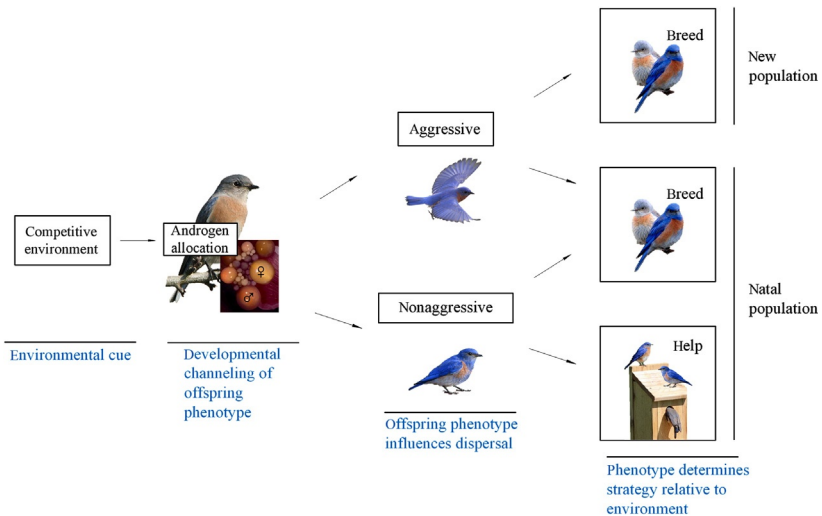 Breed
New
population
Aggressive
Breed
Competitive
environment
Androgen
allocation
♀
♂
Nonaggressive
Natal
population
Help
Environmental cue
Developmental
channeling of
offspring
phenotype
Offspring phenotype
influences dispersal
Phenotype determines
strategy relative to
environment